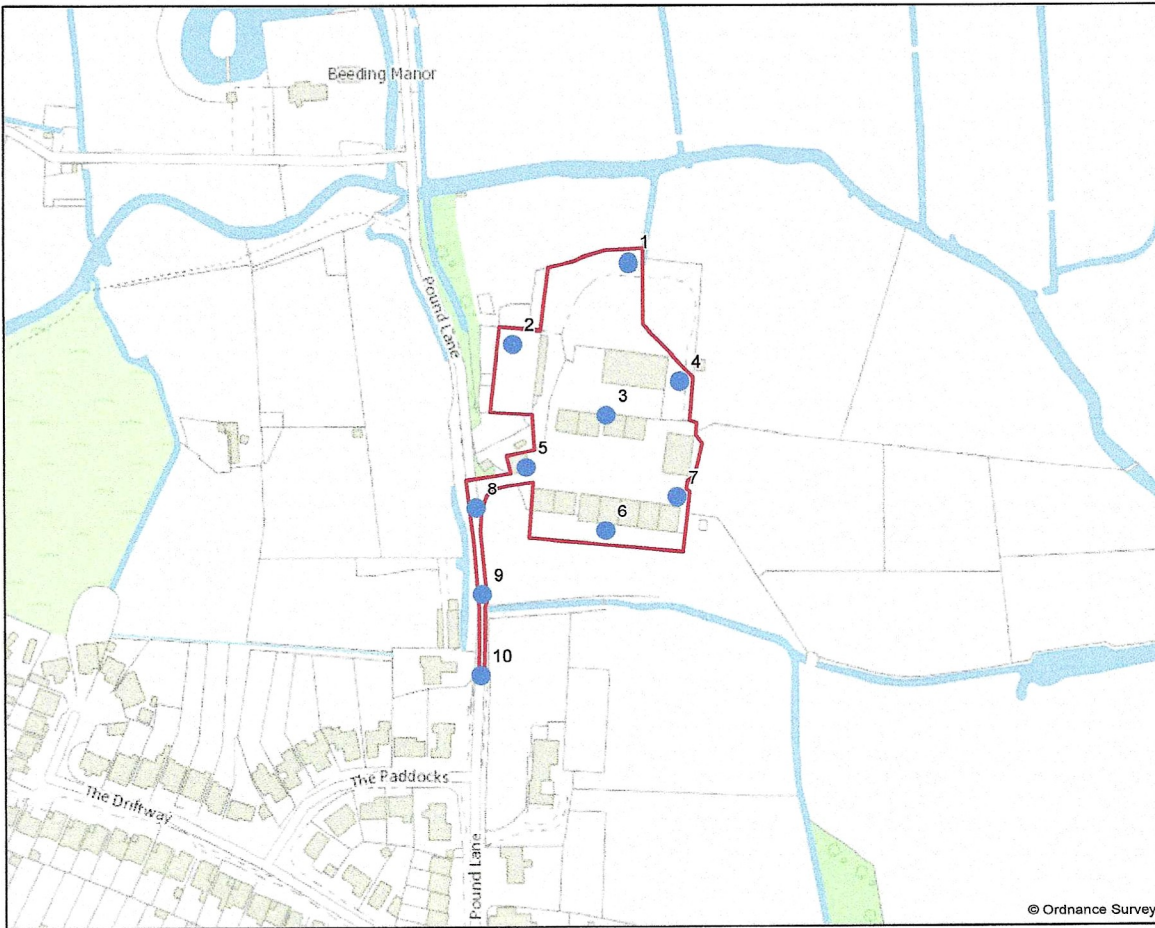 Beeding Manor
1
Pound Lane
2
4
3
5
7
8
6
9
10
The Paddocks
The Driftway
Pound Lane
© Ordnance Survey